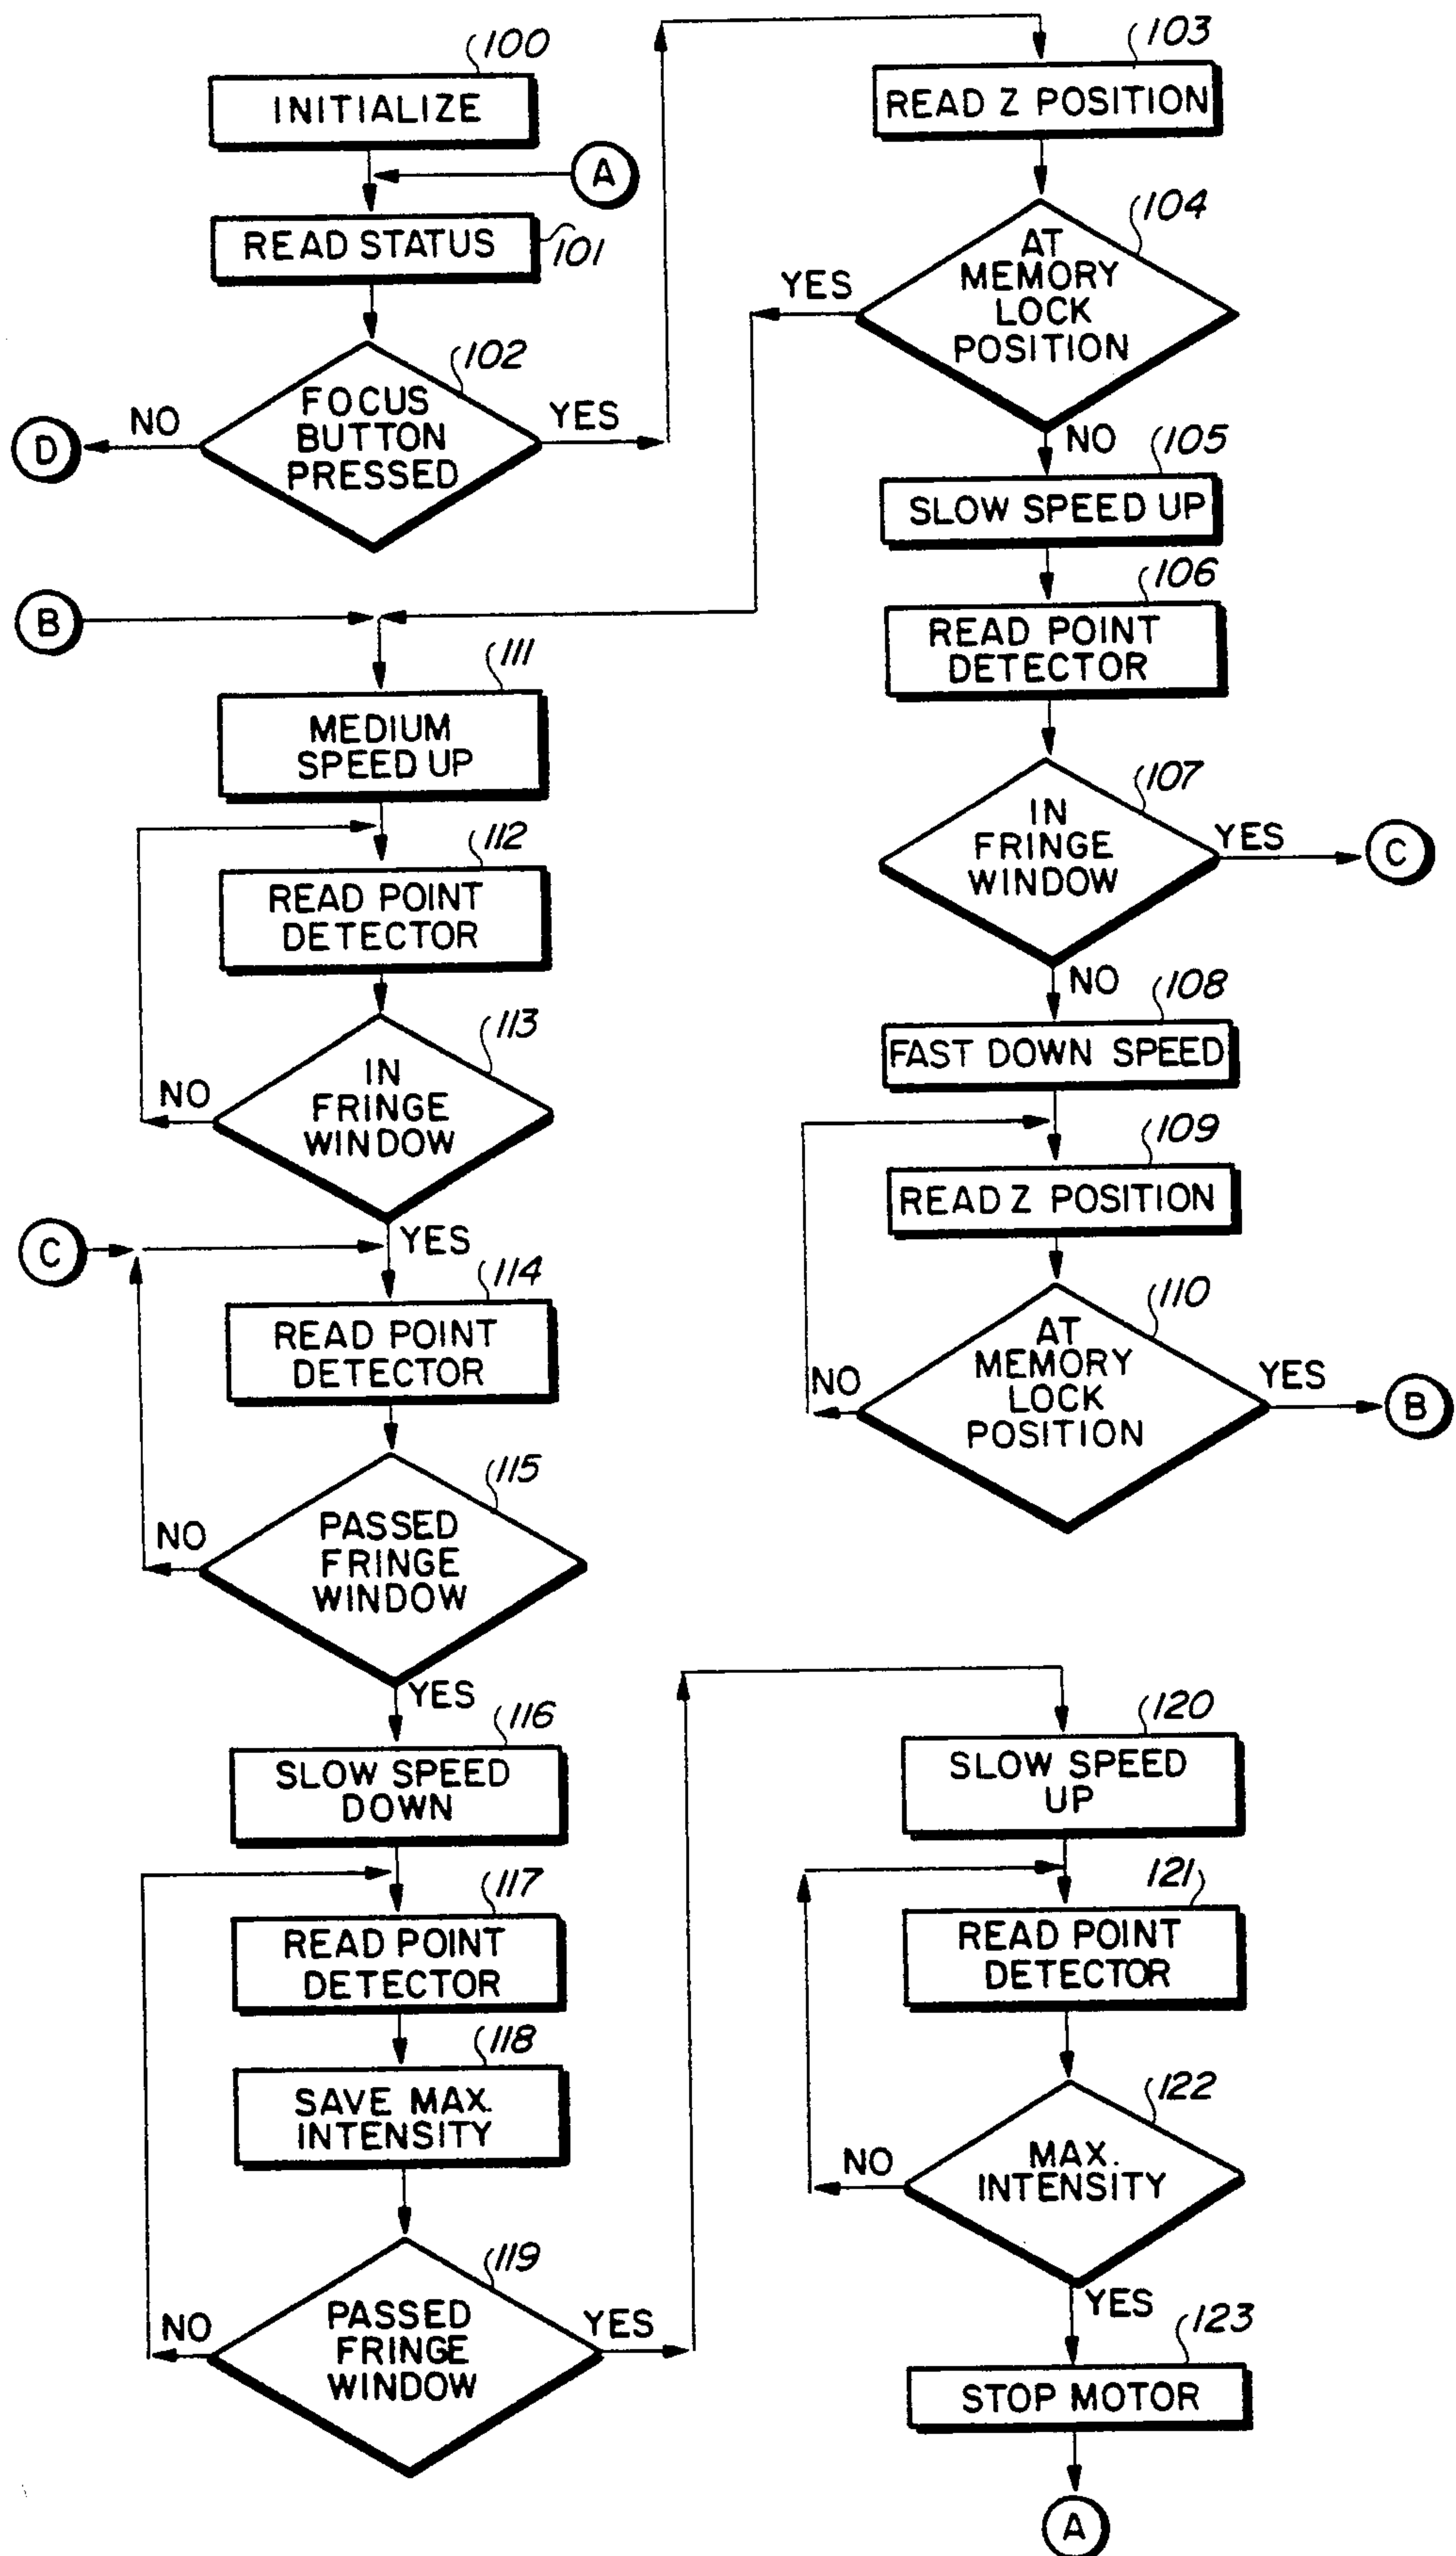 100
INITIALIZE
A
READ STATUS
101
102
FOCUS
BUTTON
PRESSED
NO
D
YES
103
READ Z POSITION
104
AT
MEMORY
LOCK
POSITION
YES
NO
105
SLOW SPEED UP
106
READ POINT
DETECTOR
107
IN
FRINGE
WINDOW
YES
C
NO
108
FAST DOWN SPEED
109
READ Z POSITION
110
AT
MEMORY
LOCK
POSITION
NO
YES
B
B
111
MEDIUM
SPEED UP
112
READ POINT
DETECTOR
113
IN
FRINGE
WINDOW
NO
YES
C
114
READ POINT
DETECTOR
115
PASSED
FRINGE
WINDOW
NO
YES
116
SLOW SPEED
DOWN
117
READ POINT
DETECTOR
118
SAVE MAX.
INTENSITY
119
PASSED
FRINGE
WINDOW
NO
YES
120
SLOW SPEED
UP
121
READ POINT
DETECTOR
122
MAX.
INTENSITY
NO
YES
123
STOP MOTOR
A